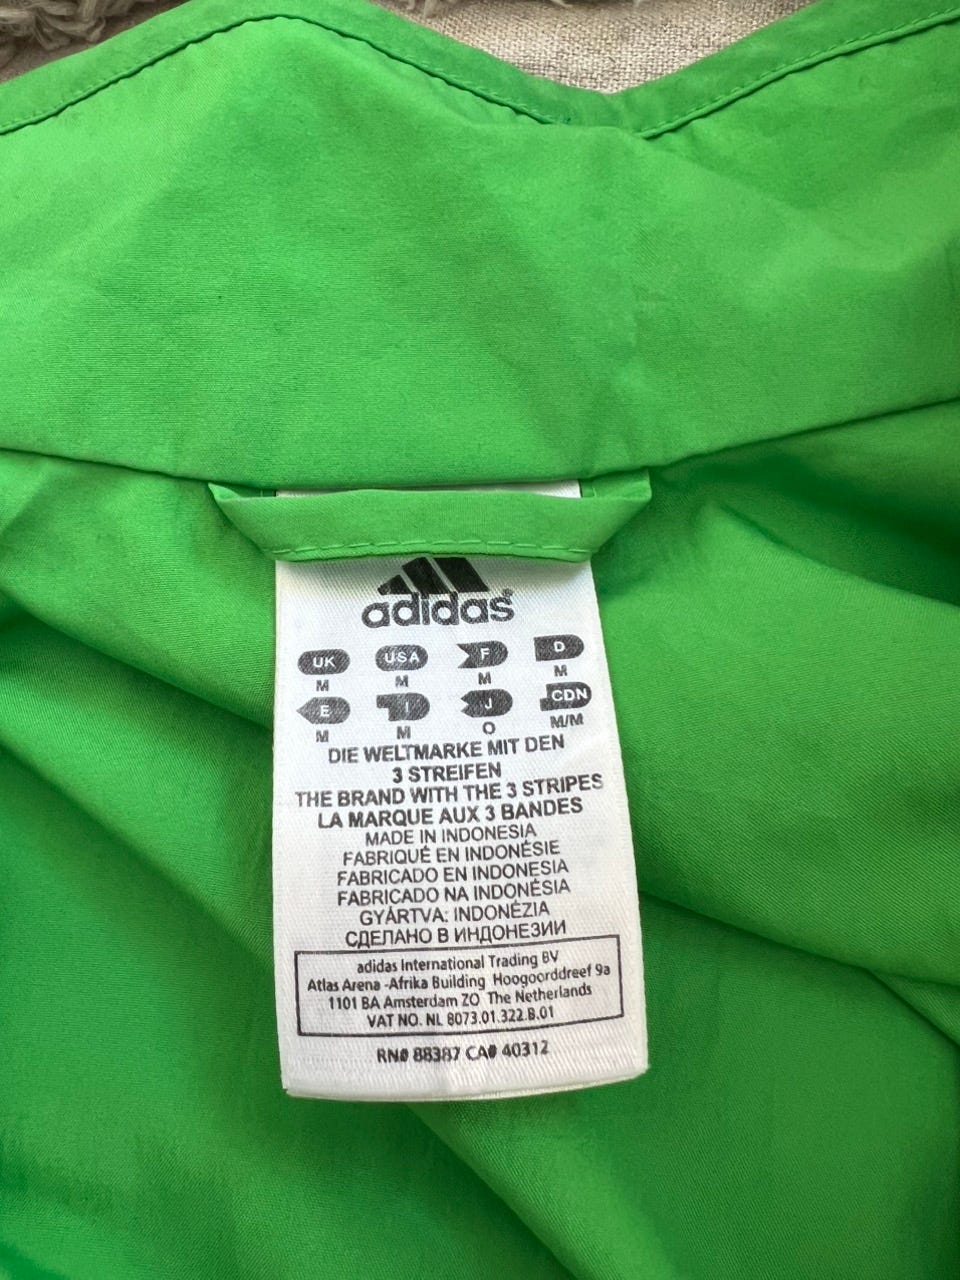 adidas®
UK USA F D
M M M M
E I J CDN
M M O M/M
DIE WELTMARKE MIT DEN
3 STREIFEN
THE BRAND WITH THE 3 STRIPES
LA MARQUE AUX 3 BANDES
MADE IN INDONESIA
FABRIQUÉ EN INDONÉSIE
FABRICADO EN INDONESIA
FABRICADO NA INDONÉSIA
GYÁRTVA: INDONÉZIA
СДЕЛАНО В ИНДОНЕЗИИ
adidas International Trading BV
Atlas Arena -Afrika Building Hoogoorddreef 9a
1101 BA Amsterdam ZO The Netherlands
VAT NO. NL 8073.01.322.B.01
RN# 88387 CA# 40312